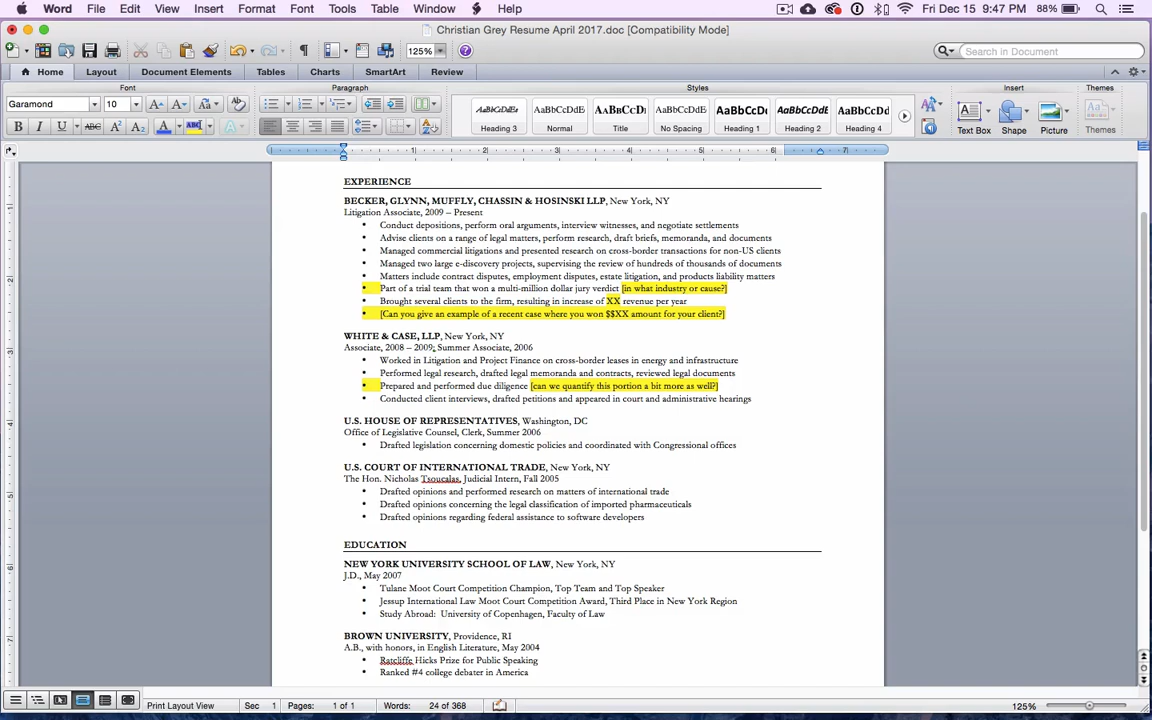 Word File Edit View Insert Format Font Tools Table Window Help Fri Dec 15 9:47 PM 88%
Christian Grey Resume April 2017.doc [Compatibility Mode]
125% Search in Document
Home Layout Document Elements Tables Charts SmartArt Review
Font Paragraph Styles Insert Themes
Garamond 10
AaBbCcDdEe AaBbCcDdE AaBbCcD AaBbCcDdE AaBbCcDc AaBbCcDdE AaBbCcDc
Heading 3 Normal Title No Spacing Heading 1 Heading 2 Heading 4 Text Box Shape Picture Themes
B I U ABC A² A₂ A ABC A
1 2 3 4 5 6 7
EXPERIENCE
BECKER, GLYNN, MUFFLY, CHASSIN & HOSINSKI LLP, New York, NY
Litigation Associate, 2009 – Present
• Conduct depositions, perform oral arguments, interview witnesses, and negotiate settlements
• Advise clients on a range of legal matters, perform research, draft briefs, memoranda, and documents
• Managed commercial litigations and presented research on cross-border transactions for non-US clients
• Managed two large e-discovery projects, supervising the review of hundreds of thousands of documents
• Matters include contract disputes, employment disputes, estate litigation, and products liability matters
• Part of a trial team that won a multi-million dollar jury verdict [in what industry or cause?]
• Brought several clients to the firm, resulting in increase of XX revenue per year
• [Can you give an example of a recent case where you won $$XX amount for your client?]
WHITE & CASE, LLP, New York, NY
Associate, 2008 – 2009; Summer Associate, 2006
• Worked in Litigation and Project Finance on cross-border leases in energy and infrastructure
• Performed legal research, drafted legal memoranda and contracts, reviewed legal documents
• Prepared and performed due diligence [can we quantify this portion a bit more as well?]
• Conducted client interviews, drafted petitions and appeared in court and administrative hearings
U.S. HOUSE OF REPRESENTATIVES, Washington, DC
Office of Legislative Counsel, Clerk, Summer 2006
• Drafted legislation concerning domestic policies and coordinated with Congressional offices
U.S. COURT OF INTERNATIONAL TRADE, New York, NY
The Hon. Nicholas Tsoucalas, Judicial Intern, Fall 2005
• Drafted opinions and performed research on matters of international trade
• Drafted opinions concerning the legal classification of imported pharmaceuticals
• Drafted opinions regarding federal assistance to software developers
EDUCATION
NEW YORK UNIVERSITY SCHOOL OF LAW, New York, NY
J.D., May 2007
• Tulane Moot Court Competition Champion, Top Team and Top Speaker
• Jessup International Law Moot Court Competition Award, Third Place in New York Region
• Study Abroad: University of Copenhagen, Faculty of Law
BROWN UNIVERSITY, Providence, RI
A.B., with honors, in English Literature, May 2004
• Ratcliffe Hicks Prize for Public Speaking
• Ranked #4 college debater in America
Print Layout View Sec 1 Pages: 1 of 1 Words: 24 of 368 125%